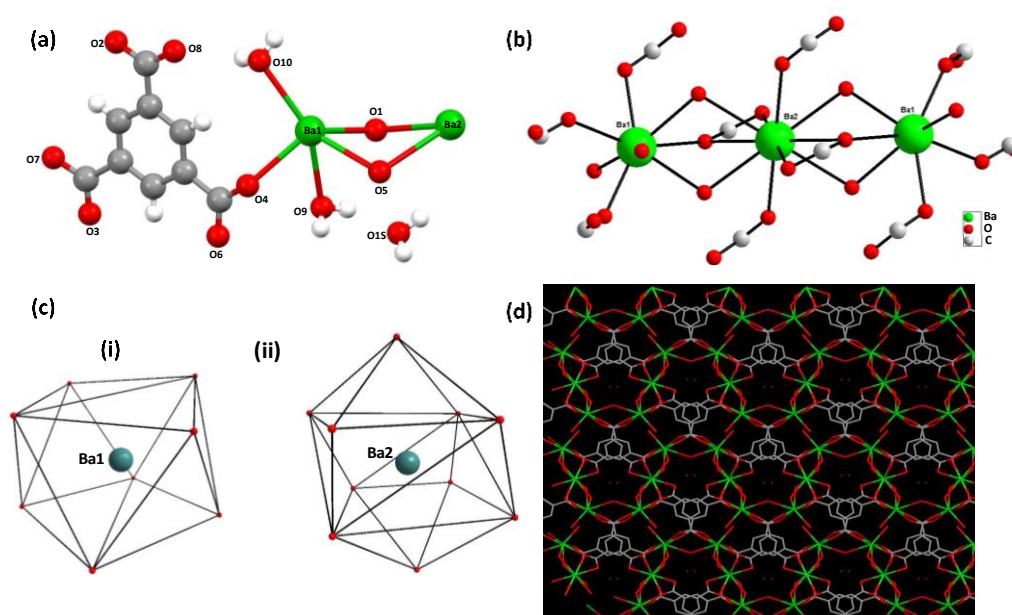 (a)
O2
O8
O10
Ba1
O1
Ba2
O7
O3
O4
O5
O9
O6
O1S
(b)
Ba1
Ba2
Ba1
Ba
O
C
(c)
(i)
(ii)
Ba1
Ba2
(d)